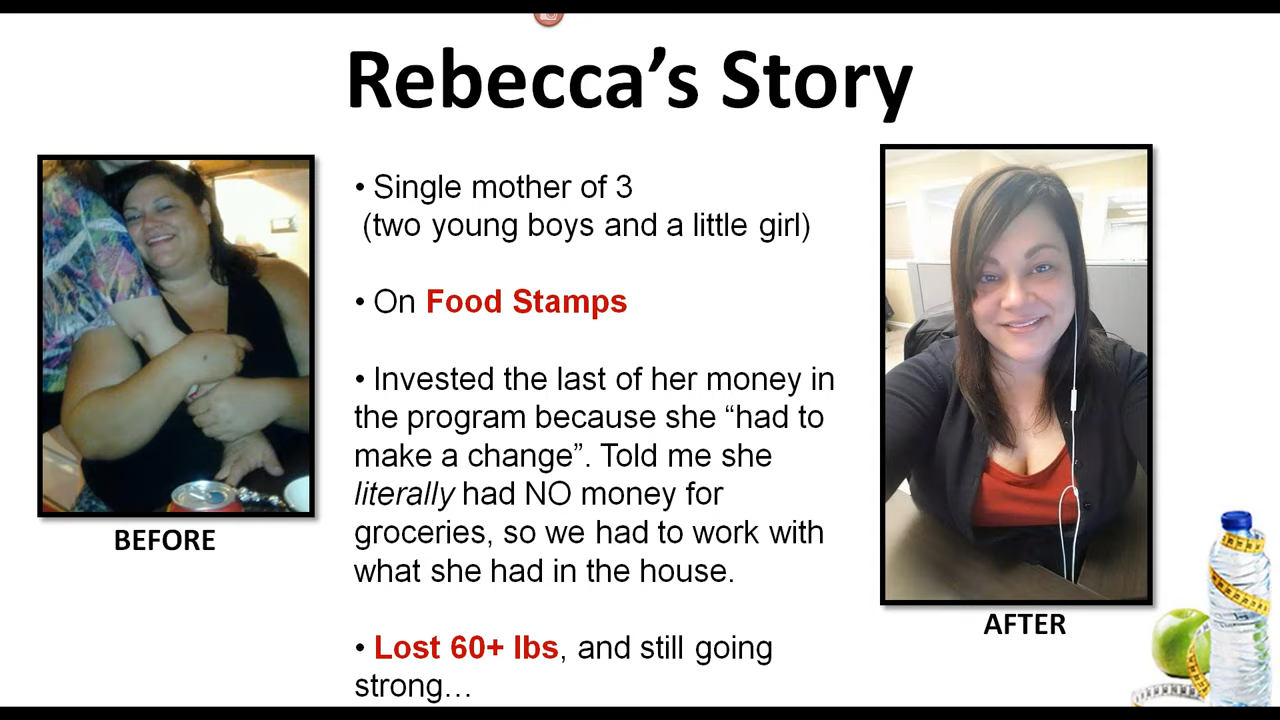 Rebecca’s Story
• Single mother of 3
(two young boys and a little girl)
• On Food Stamps
• Invested the last of her money in
the program because she “had to
make a change”. Told me she
literally had NO money for
groceries, so we had to work with
what she had in the house.
• Lost 60+ lbs, and still going
strong…
BEFORE
AFTER